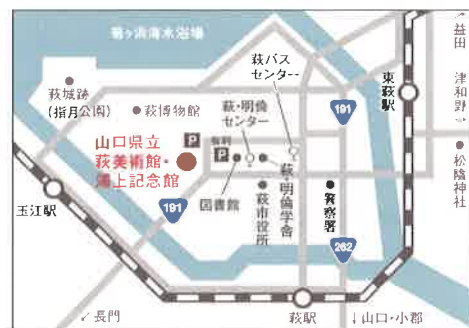 菊ヶ浜海水浴場
萩バス
センター
益田
津和野→
東萩駅
191
萩城跡
(指月公園)
萩博物館
萩・明倫
センター
P
有料
P
山口県立
萩美術館・
浦上記念館
図書館
萩・明倫学舎
萩市役所
警察署
松陰神社
玉江駅
191
262
↙長門
萩駅
↓山口・小郡